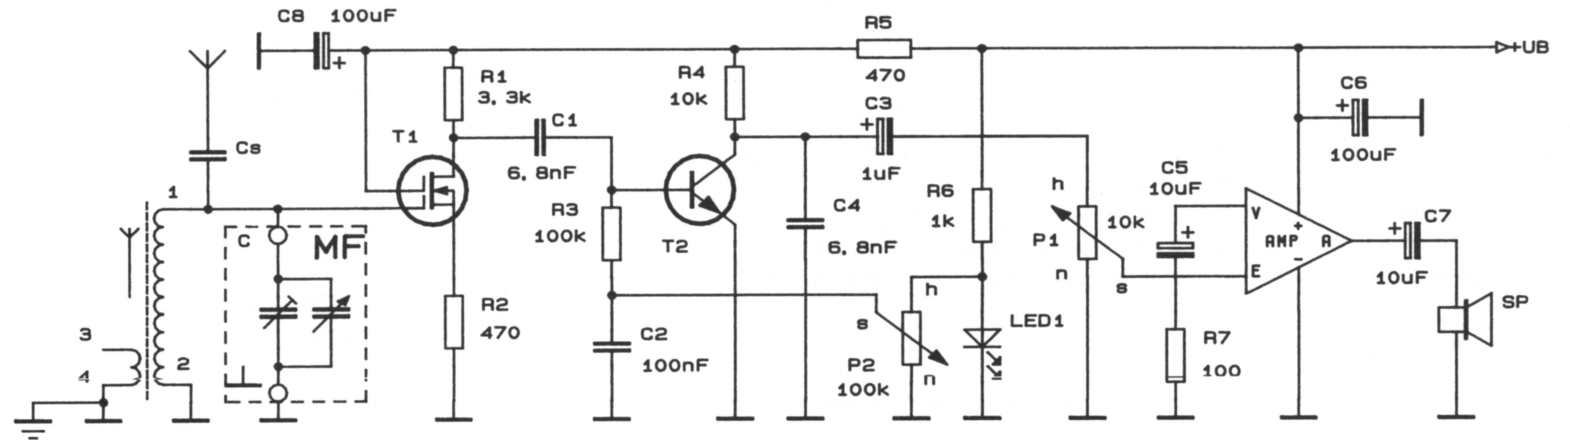 C8 100uF
+
R5
470
+UB
R1
3, 3k
R4
10k
C3
+
1uF
C6
+
100uF
Cs
T1
C1
6, 8nF
1
R3
100k
T2
C4
6, 8nF
R6
1k
h
P1
10k
n
s
C5
10uF
+
V
+
AMP A
-
E
C7
+
10uF
C
MF
3
4
2
R2
470
C2
100nF
h
s
P2
100k
n
LED1
R7
100
SP